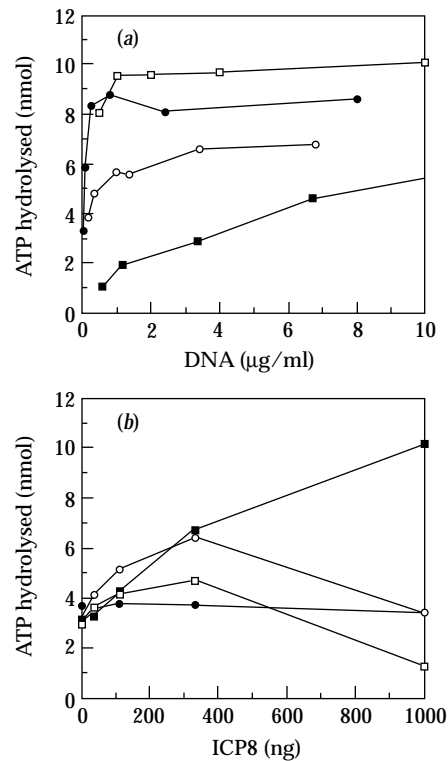 (a)
12
10
8
6
4
2
0
ATP hydrolysed (nmol)
0 2 4 6 8 10
DNA (μg/ml)
(b)
12
10
8
6
4
2
0
ATP hydrolysed (nmol)
0 200 400 600 800 1000
ICP8 (ng)